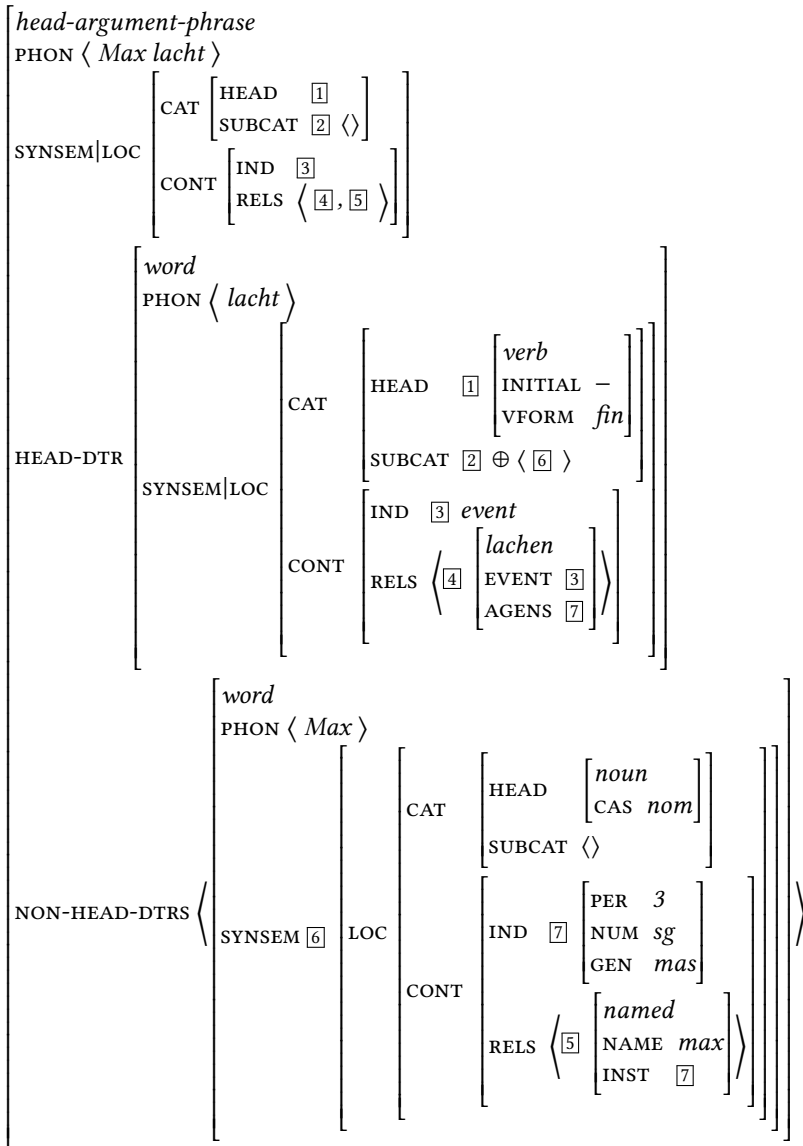 head-argument-phrase
PHON ⟨ Max lacht ⟩
SYNSEM|LOC
CAT
HEAD 1
SUBCAT 2 ⟨⟩
CONT
IND 3
RELS ⟨ 4 , 5 ⟩
HEAD-DTR
word
PHON ⟨ lacht ⟩
SYNSEM|LOC
CAT
HEAD 1
verb
INITIAL −
VFORM fin
SUBCAT 2 ⊕ ⟨ 6 ⟩
CONT
IND 3 event
RELS ⟨ 4
lachen
EVENT 3
AGENS 7
⟩
NON-HEAD-DTRS ⟨
word
PHON ⟨ Max ⟩
SYNSEM 6
LOC
CAT
HEAD
noun
CAS nom
SUBCAT ⟨⟩
CONT
IND 7
PER 3
NUM sg
GEN mas
RELS ⟨ 5
named
NAME max
INST 7
⟩
⟩